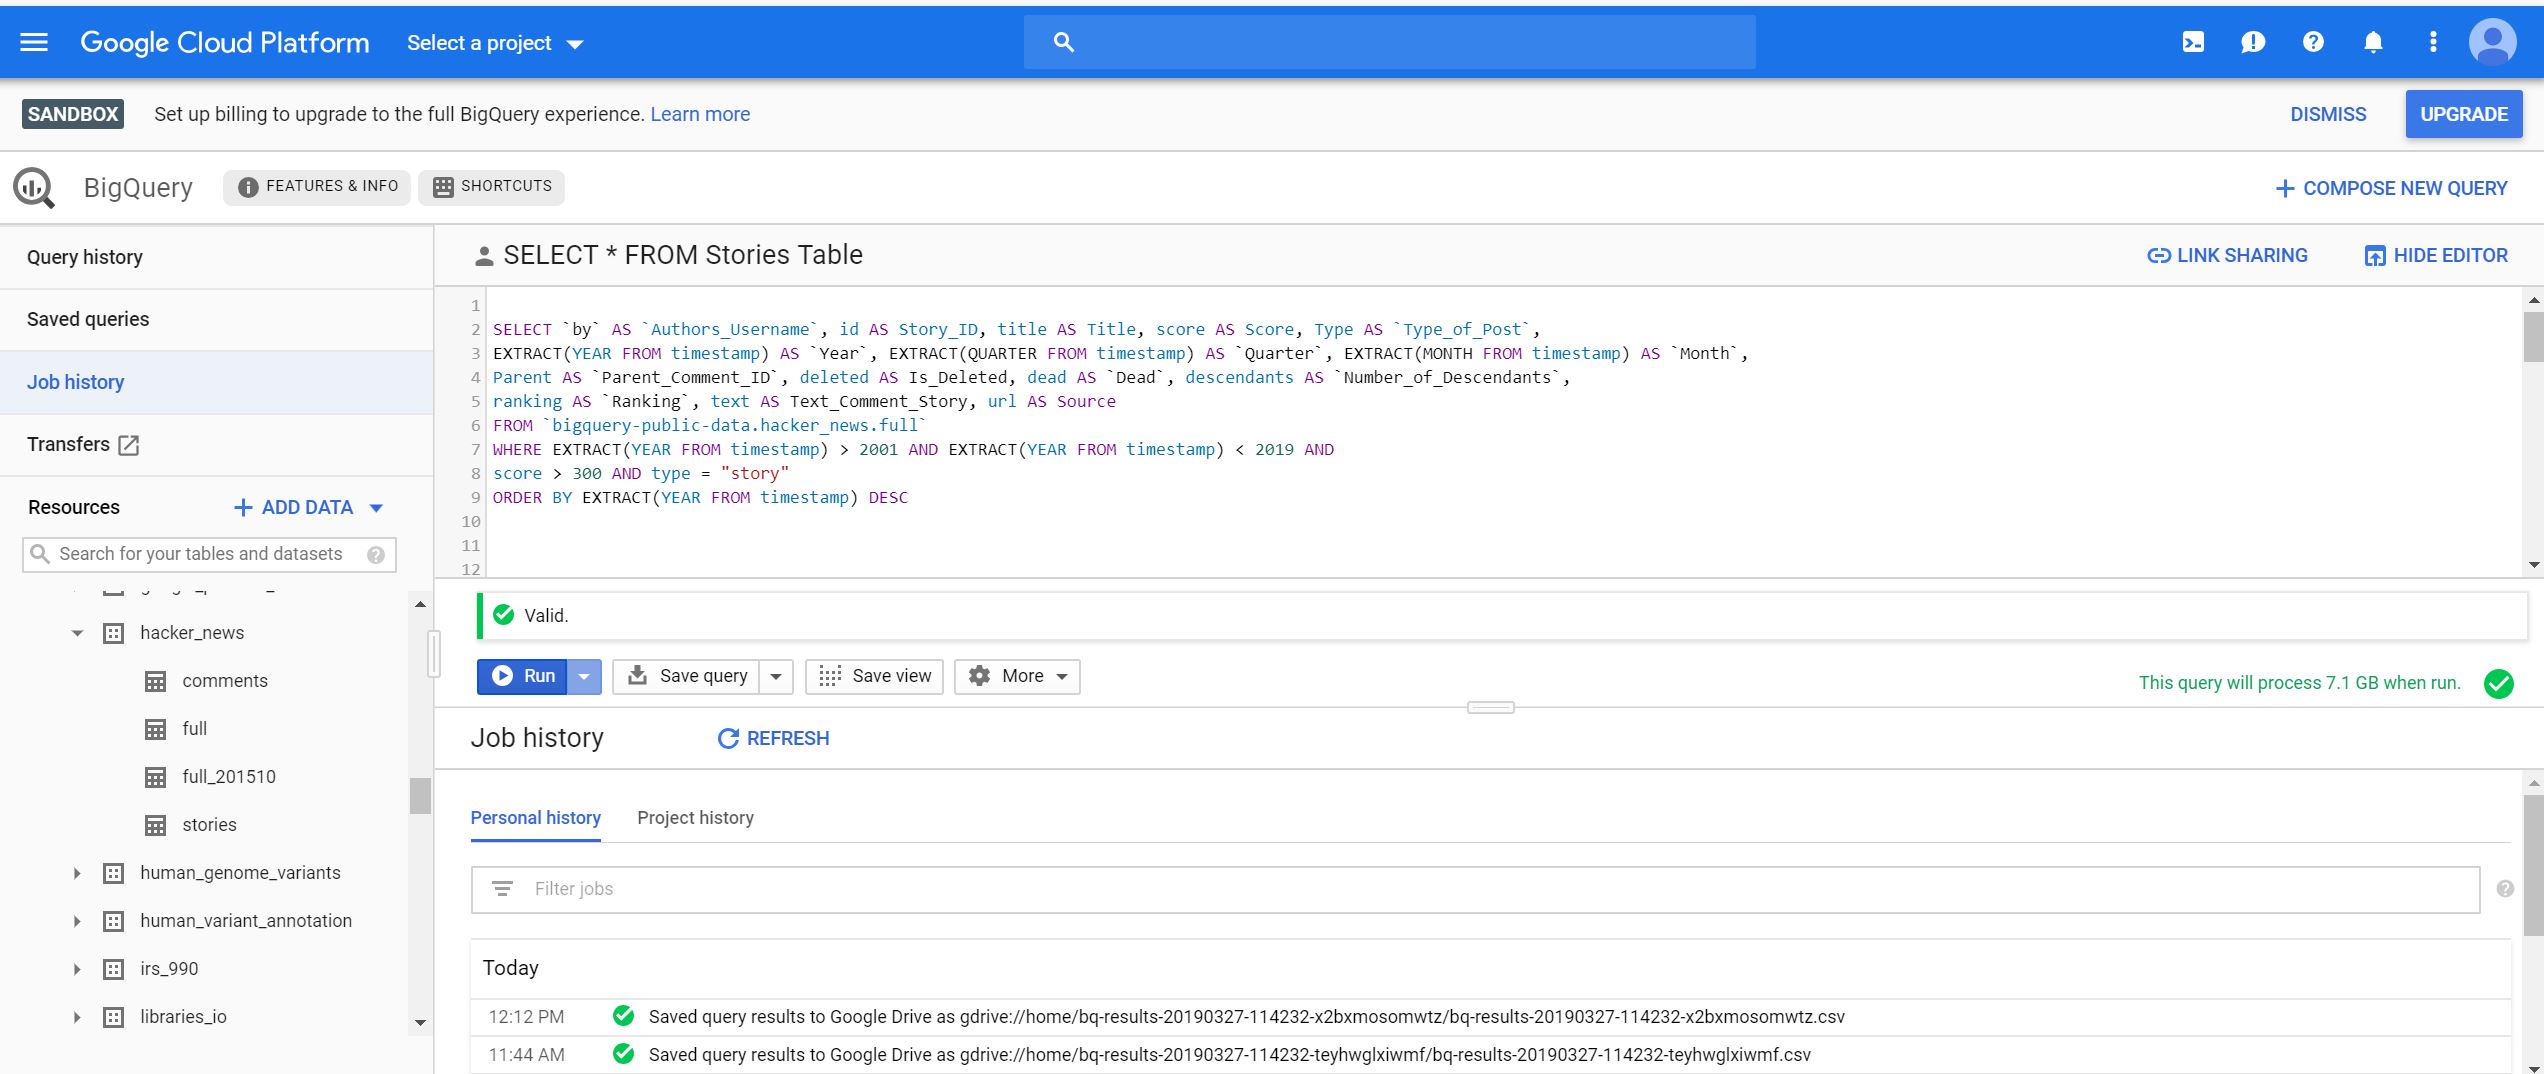 Google Cloud Platform Select a project
SANDBOX Set up billing to upgrade to the full BigQuery experience. Learn more DISMISS UPGRADE
BigQuery FEATURES & INFO SHORTCUTS COMPOSE NEW QUERY
Query history
Saved queries
Job history
Transfers
Resources ADD DATA
Search for your tables and datasets
hacker_news
comments
full
full_201510
stories
human_genome_variants
human_variant_annotation
irs_990
libraries_io
SELECT * FROM Stories Table LINK SHARING HIDE EDITOR
1
2 SELECT `by` AS `Authors_Username`, id AS Story_ID, title AS Title, score AS Score, Type AS `Type_of_Post`,
3 EXTRACT(YEAR FROM timestamp) AS `Year`, EXTRACT(QUARTER FROM timestamp) AS `Quarter`, EXTRACT(MONTH FROM timestamp) AS `Month`,
4 Parent AS `Parent_Comment_ID`, deleted AS Is_Deleted, dead AS `Dead`, descendants AS `Number_of_Descendants`,
5 ranking AS `Ranking`, text AS Text_Comment_Story, url AS Source
6 FROM `bigquery-public-data.hacker_news.full`
7 WHERE EXTRACT(YEAR FROM timestamp) > 2001 AND EXTRACT(YEAR FROM timestamp) < 2019 AND
8 score > 300 AND type = "story"
9 ORDER BY EXTRACT(YEAR FROM timestamp) DESC
10
11
12
Valid.
Run Save query Save view More This query will process 7.1 GB when run.
Job history REFRESH
Personal history Project history
Filter jobs
Today
12:12 PM Saved query results to Google Drive as gdrive://home/bq-results-20190327-114232-x2bxmosomwtz/bq-results-20190327-114232-x2bxmosomwtz.csv
11:44 AM Saved query results to Google Drive as gdrive://home/bq-results-20190327-114232-teyhwglxiwmf/bq-results-20190327-114232-teyhwglxiwmf.csv